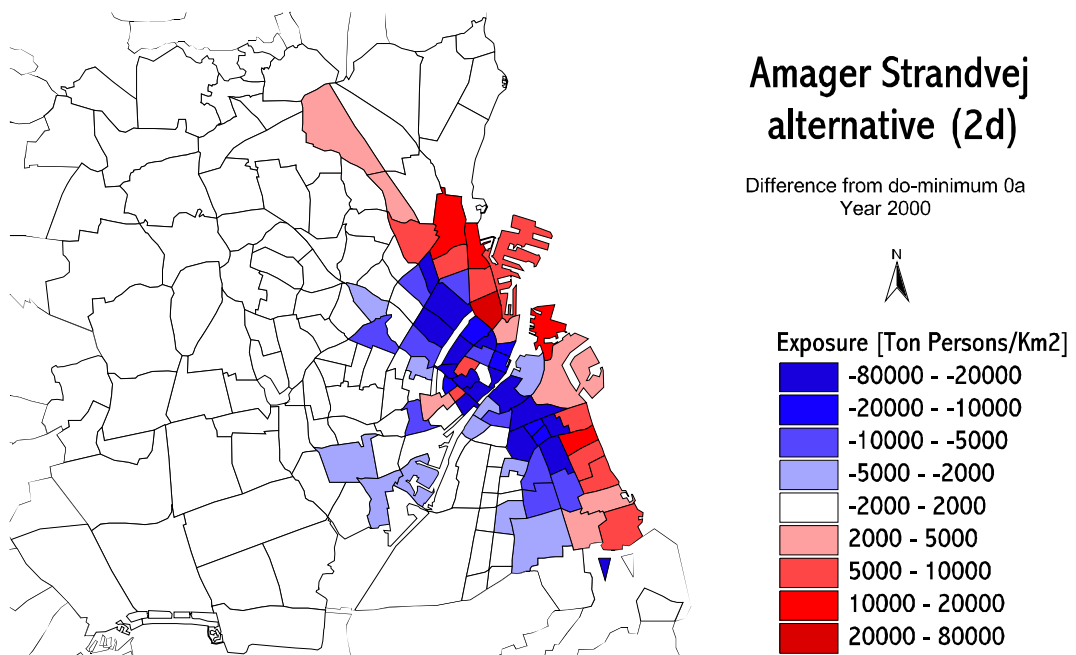 Amager Strandvej
alternative (2d)
Difference from do-minimum 0a
Year 2000
N
Exposure [Ton Persons/Km2]
-80000 - -20000
-20000 - -10000
-10000 - -5000
-5000 - -2000
-2000 - 2000
2000 - 5000
5000 - 10000
10000 - 20000
20000 - 80000